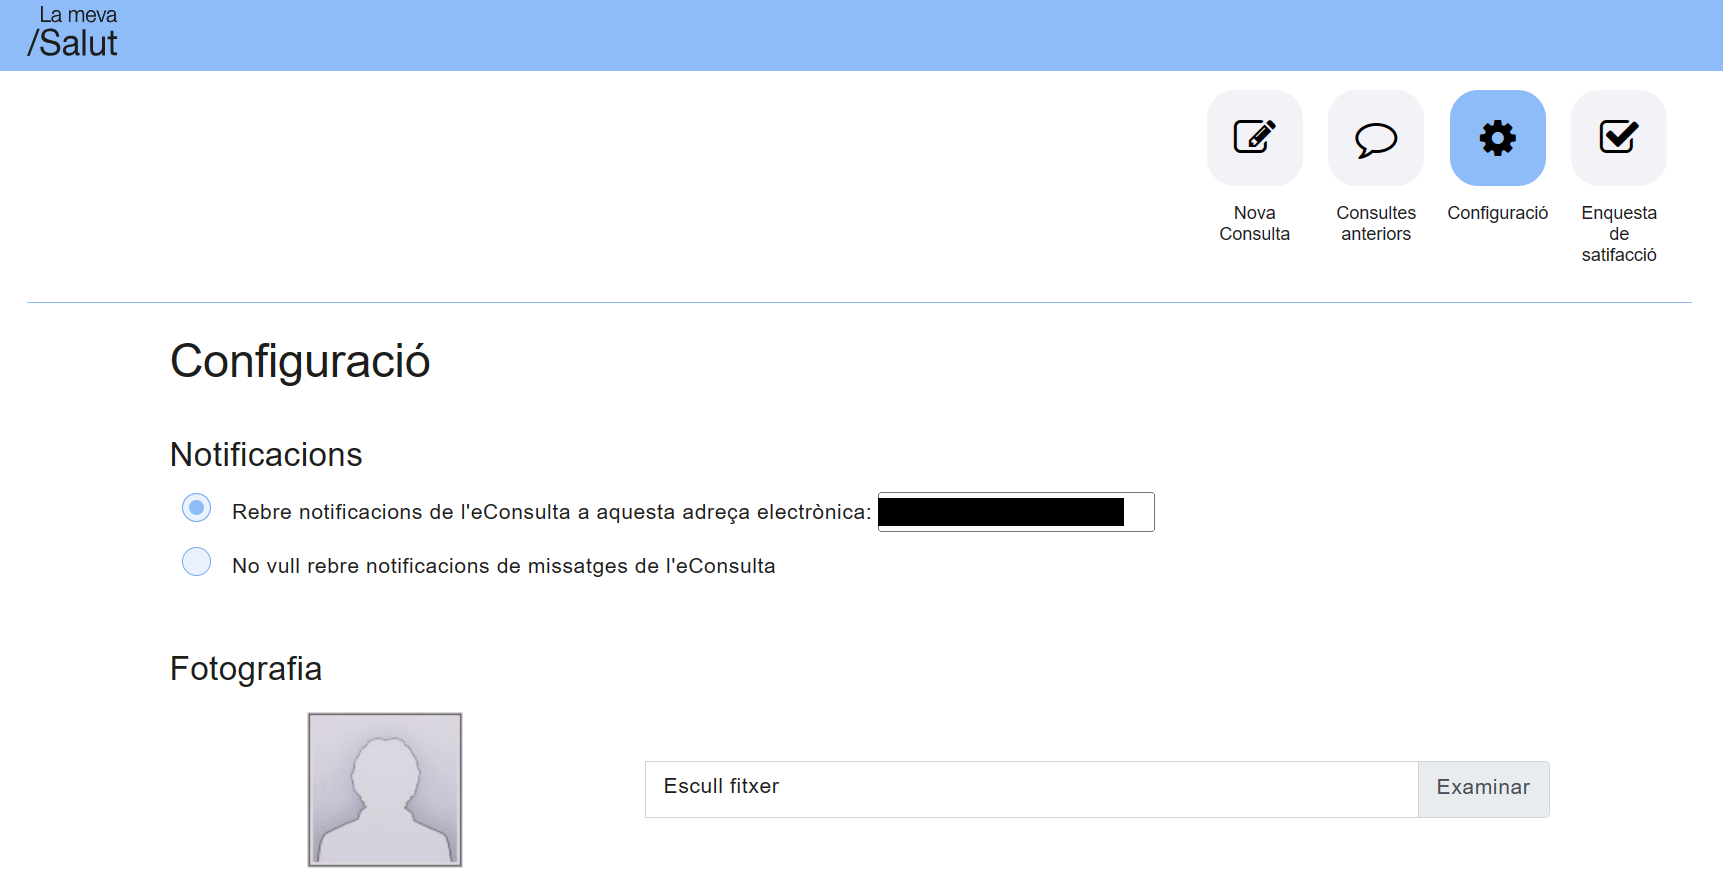 La meva
/Salut
Nova
Consulta
Consultes
anteriors
Configuració
Enquesta
de
satifacció
Configuració
Notificacions
Rebre notificacions de l'eConsulta a aquesta adreça electrònica:
No vull rebre notificacions de missatges de l'eConsulta
Fotografia
Escull fitxer
Examinar